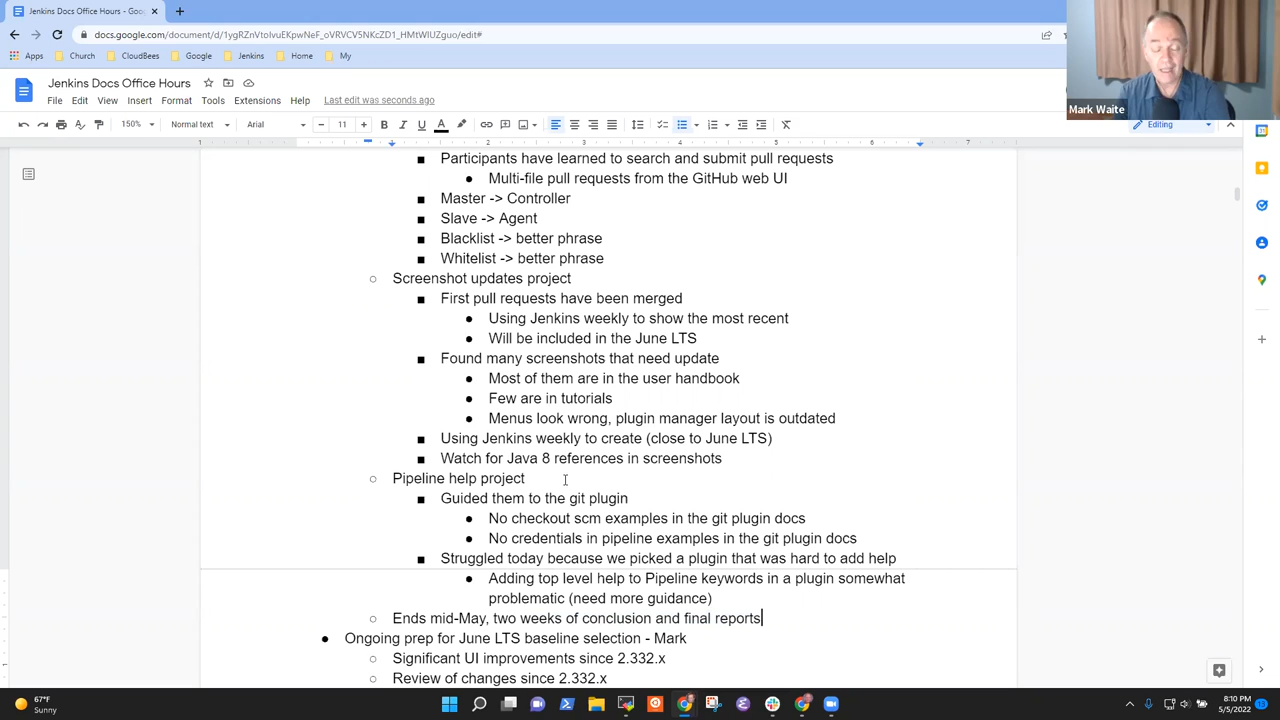 Jenkins Docs Office Hours - Goo
docs.google.com/document/d/1ygRZnVtoIvuEKpwNeF_oVRVCV5NKcZD1_HMtWIUZguo/edit#
Apps Church CloudBees Google Jenkins Home My
Mark Waite
Jenkins Docs Office Hours
File Edit View Insert Format Tools Extensions Help Last edit was seconds ago
150% Normal text Arial 11 Editing
1 1 2 3 4 5 6 7
■ Participants have learned to search and submit pull requests
● Multi-file pull requests from the GitHub web UI
■ Master -> Controller
■ Slave -> Agent
■ Blacklist -> better phrase
■ Whitelist -> better phrase
○ Screenshot updates project
■ First pull requests have been merged
● Using Jenkins weekly to show the most recent
● Will be included in the June LTS
■ Found many screenshots that need update
● Most of them are in the user handbook
● Few are in tutorials
● Menus look wrong, plugin manager layout is outdated
■ Using Jenkins weekly to create (close to June LTS)
■ Watch for Java 8 references in screenshots
○ Pipeline help project
■ Guided them to the git plugin
● No checkout scm examples in the git plugin docs
● No credentials in pipeline examples in the git plugin docs
■ Struggled today because we picked a plugin that was hard to add help
● Adding top level help to Pipeline keywords in a plugin somewhat
problematic (need more guidance)
○ Ends mid-May, two weeks of conclusion and final reports
● Ongoing prep for June LTS baseline selection - Mark
○ Significant UI improvements since 2.332.x
○ Review of changes since 2.332.x
67°F
Sunny
8:10 PM
5/5/2022